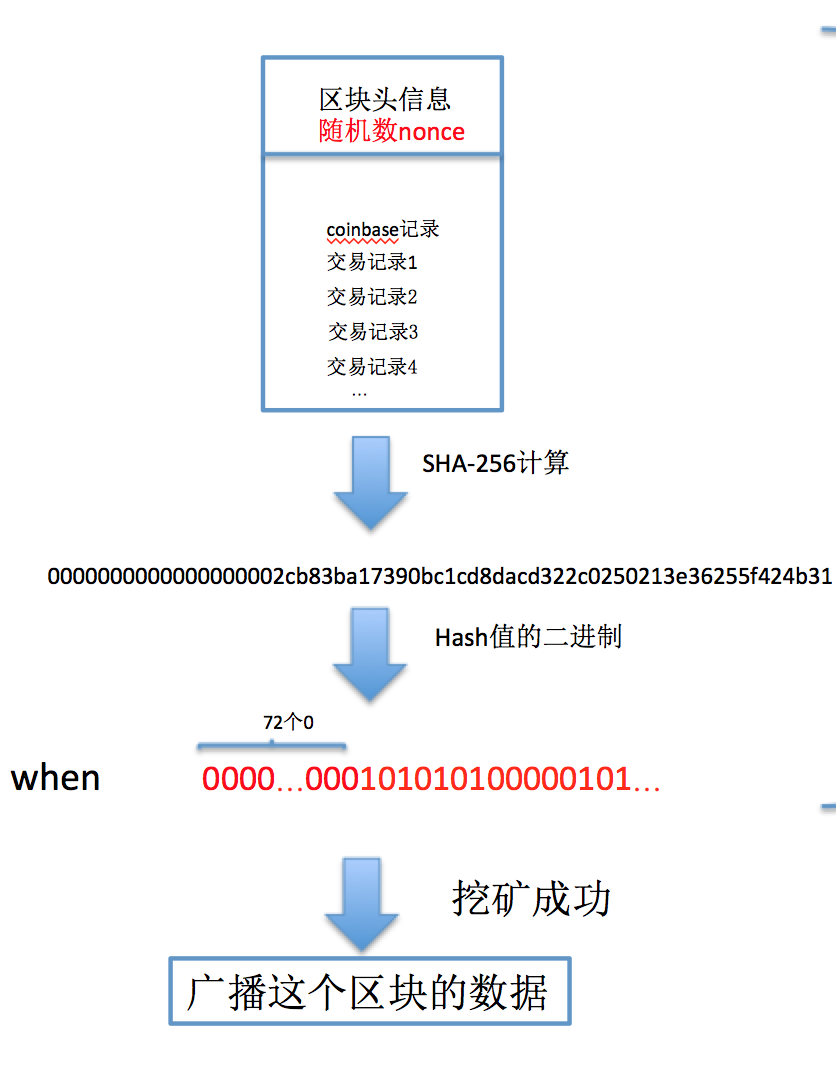 区块头信息
随机数nonce
coinbase记录
交易记录1
交易记录2
交易记录3
交易记录4
...
SHA-256计算
0000000000000000002cb83ba17390bc1cd8dacd322c0250213e36255f424b31
Hash值的二进制
72个0
when 0000...000101010100000101...
挖矿成功
广播这个区块的数据